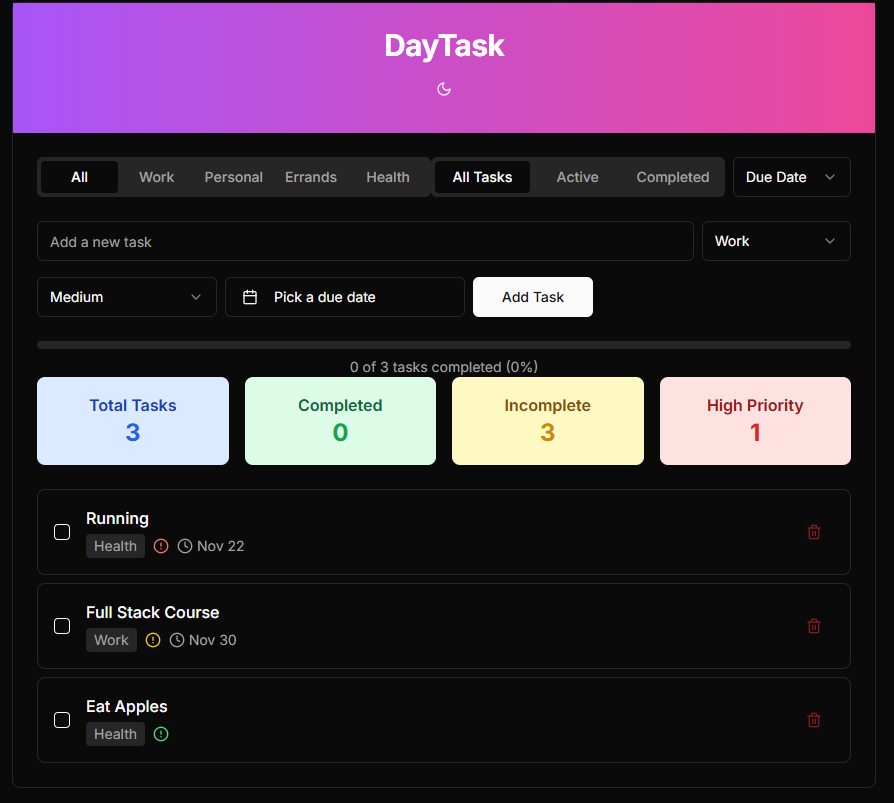 DayTask
All Work Personal Errands Health All Tasks Active Completed Due Date
Add a new task Work
Medium Pick a due date Add Task
0 of 3 tasks completed (0%)
Total Tasks Completed Incomplete High Priority
3 0 3 1
Running
Health Nov 22
Full Stack Course
Work Nov 30
Eat Apples
Health